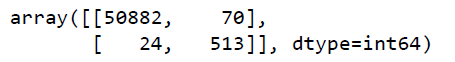 array([[50882,    70],
       [   24,   513]], dtype=int64)